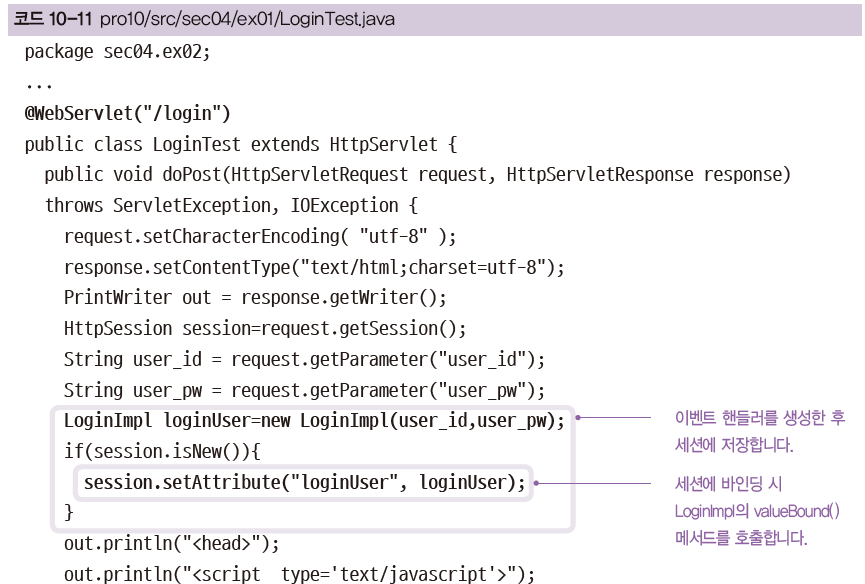 코드 10-11 pro10/src/sec04/ex01/LoginTest.java
package sec04.ex02;
...
@WebServlet("/login")
public class LoginTest extends HttpServlet {
public void doPost(HttpServletRequest request, HttpServletResponse response)
throws ServletException, IOException {
request.setCharacterEncoding( "utf-8" );
response.setContentType("text/html;charset=utf-8");
PrintWriter out = response.getWriter();
HttpSession session=request.getSession();
String user_id = request.getParameter("user_id");
String user_pw = request.getParameter("user_pw");
LoginImpl loginUser=new LoginImpl(user_id,user_pw);
이벤트 핸들러를 생성한 후
세션에 저장합니다.
if(session.isNew()){
session.setAttribute("loginUser", loginUser);
세션에 바인딩 시
LoginImpl의 valueBound()
메서드를 호출합니다.
}
out.println("<head>");
out.println("<script  type='text/javascript'>");